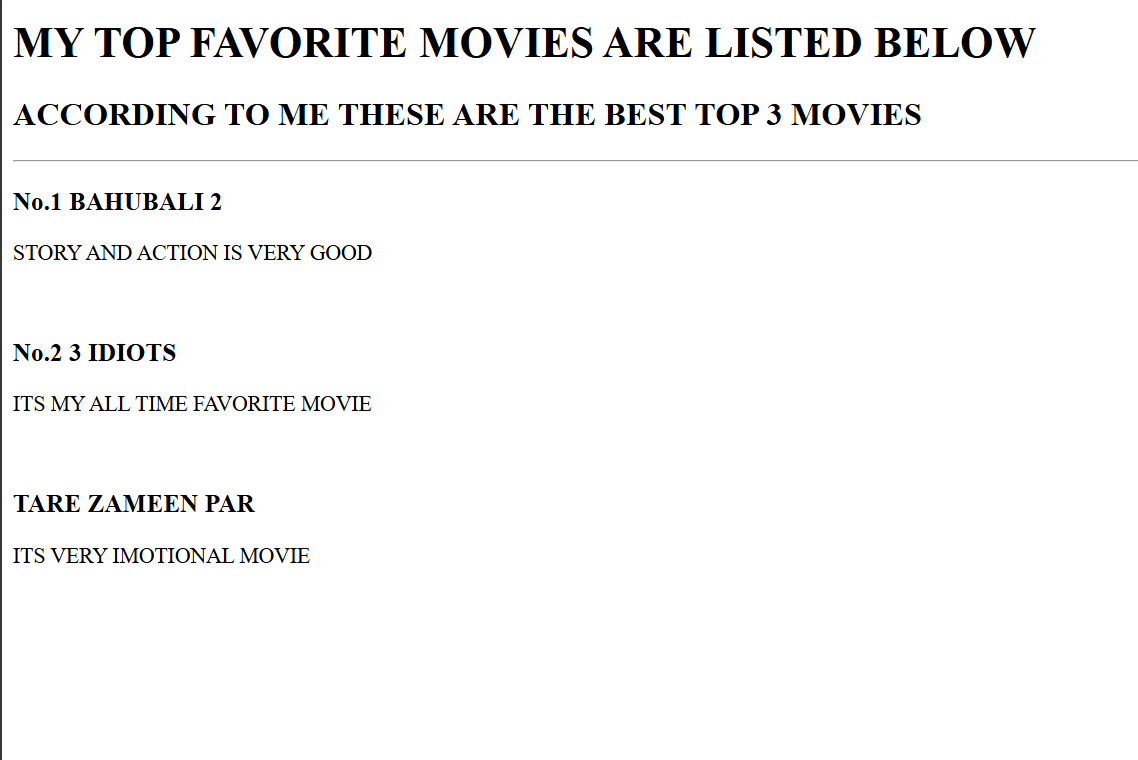 MY TOP FAVORITE MOVIES ARE LISTED BELOW
ACCORDING TO ME THESE ARE THE BEST TOP 3 MOVIES
No.1 BAHUBALI 2
STORY AND ACTION IS VERY GOOD
No.2 3 IDIOTS
ITS MY ALL TIME FAVORITE MOVIE
TARE ZAMEEN PAR
ITS VERY IMOTIONAL MOVIE